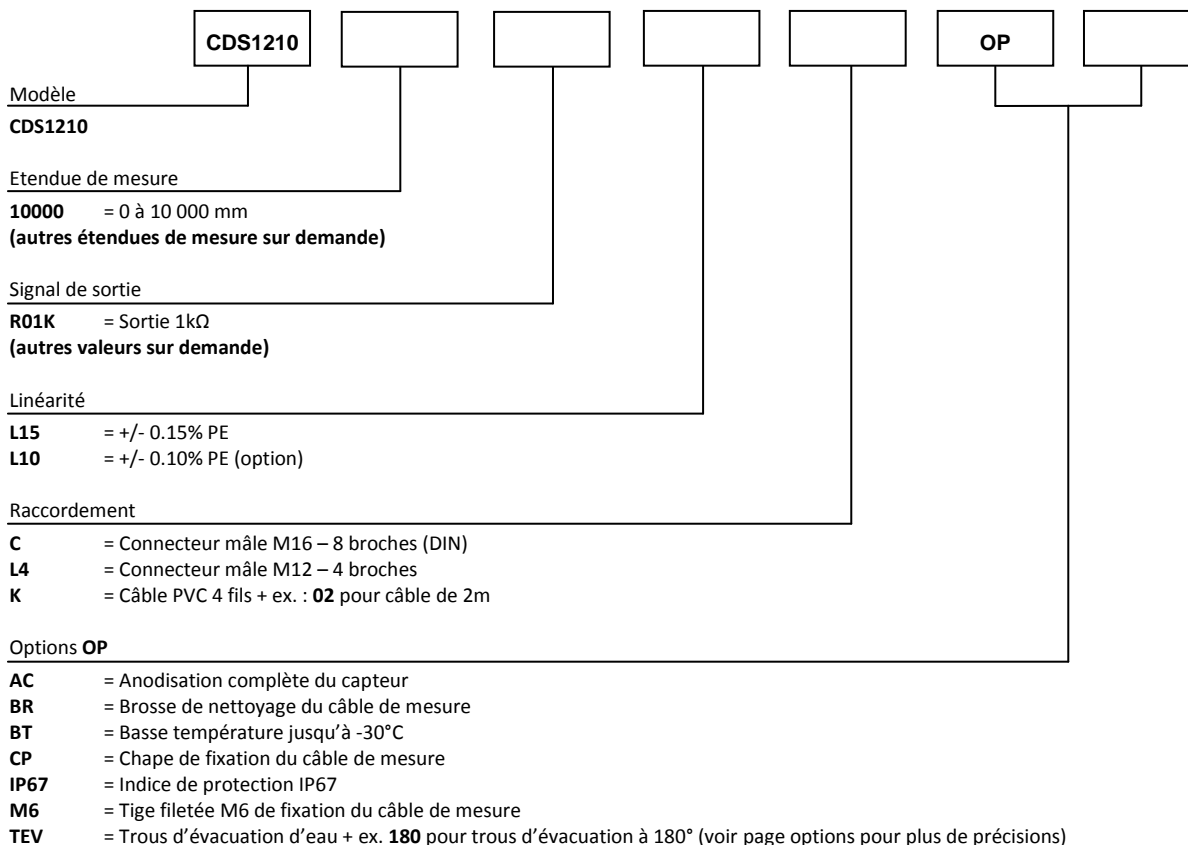 CDS1210 OP
Modèle
CDS1210
Etendue de mesure
10000 = 0 à 10 000 mm
(autres étendues de mesure sur demande)
Signal de sortie
R01K = Sortie 1kΩ
(autres valeurs sur demande)
Linéarité
L15 = +/- 0.15% PE
L10 = +/- 0.10% PE (option)
Raccordement
C = Connecteur mâle M16 – 8 broches (DIN)
L4 = Connecteur mâle M12 – 4 broches
K = Câble PVC 4 fils + ex. : 02 pour câble de 2m
Options OP
AC = Anodisation complète du capteur
BR = Brosse de nettoyage du câble de mesure
BT = Basse température jusqu’à -30°C
CP = Chape de fixation du câble de mesure
IP67 = Indice de protection IP67
M6 = Tige filetée M6 de fixation du câble de mesure
TEV = Trous d’évacuation d’eau + ex. 180 pour trous d’évacuation à 180° (voir page options pour plus de précisions)